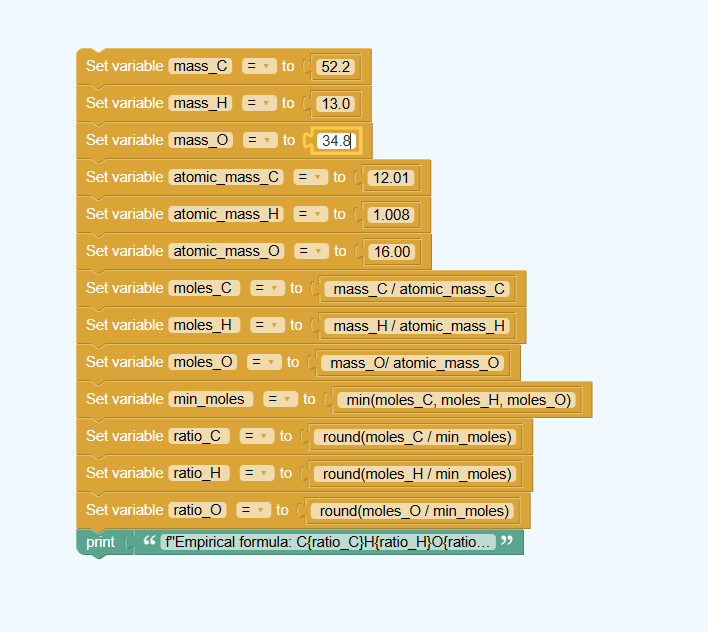 Set variable mass_C = to 52.2
Set variable mass_H = to 13.0
Set variable mass_O = to 34.8
Set variable atomic_mass_C = to 12.01
Set variable atomic_mass_H = to 1.008
Set variable atomic_mass_O = to 16.00
Set variable moles_C = to mass_C / atomic_mass_C
Set variable moles_H = to mass_H / atomic_mass_H
Set variable moles_O = to mass_O/ atomic_mass_O
Set variable min_moles = to min(moles_C, moles_H, moles_O)
Set variable ratio_C = to round(moles_C / min_moles)
Set variable ratio_H = to round(moles_H / min_moles)
Set variable ratio_O = to round(moles_O / min_moles)
print “ f"Empirical formula: C{ratio_C}H{ratio_H}O{ratio... ”